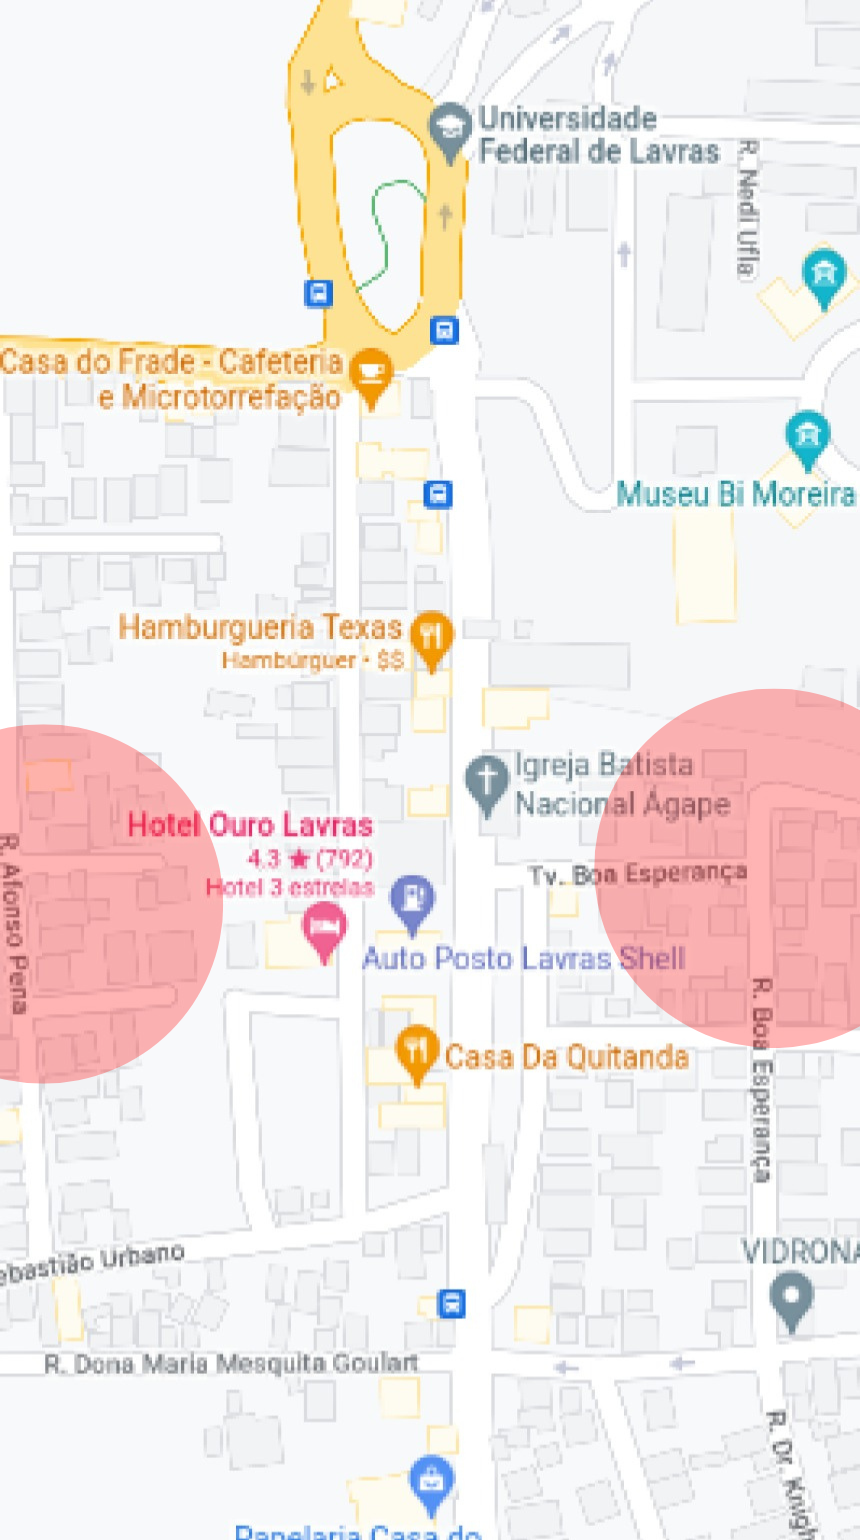 Universidade
Federal de Lavras
R. Nedi Ufla
Casa do Frade - Cafeteria
e Microtorrefação
Museu Bi Moreira
Hamburgueria Texas
Hambúrguer • $$
Igreja Batista
Nacional Ágape
Hotel Ouro Lavras
4.3 ★ (792)
Hotel 3 estrelas
R. Afonso Pena
Tv. Boa Esperança
Auto Posto Lavras Shell
R. Boa Esperança
Casa Da Quitanda
ebastião Urbano
VIDRONA
R. Dona Maria Mesquita Goulart
R. Dr. Knigh
Papelaria Casa do